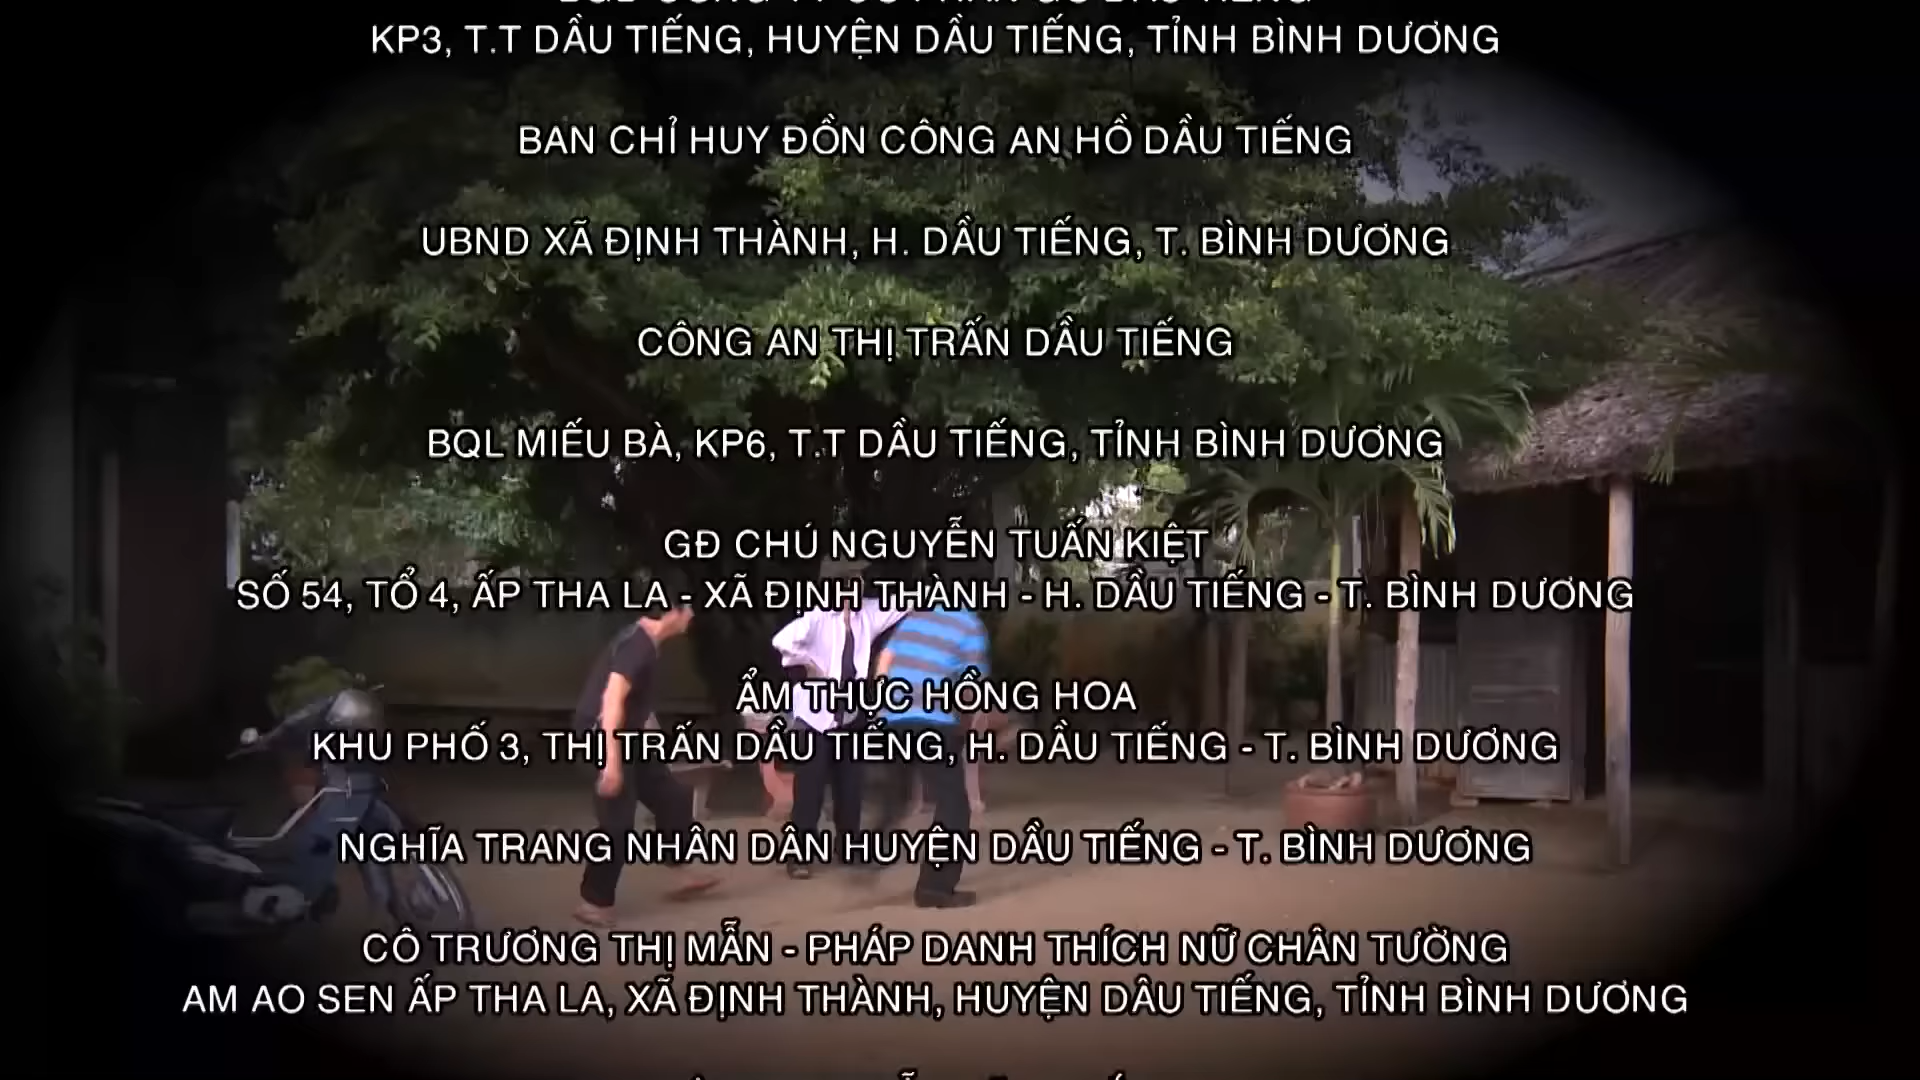 KP3, T.T DẦU TIẾNG, HUYỆN DẦU TIẾNG, TỈNH BÌNH DƯƠNG
BAN CHỈ HUY ĐỒN CÔNG AN HỒ DẦU TIẾNG
UBND XÃ ĐỊNH THÀNH, H. DẦU TIẾNG, T. BÌNH DƯƠNG
CÔNG AN THỊ TRẤN DẦU TIẾNG
BQL MIẾU BÀ, KP6, T.T DẦU TIẾNG, TỈNH BÌNH DƯƠNG
GĐ CHÚ NGUYỄN TUẤN KIỆT
SỐ 54, TỔ 4, ẤP THA LA - XÃ ĐỊNH THÀNH - H. DẦU TIẾNG - T. BÌNH DƯƠNG
ẨM THỰC HỒNG HOA
KHU PHỐ 3, THỊ TRẤN DẦU TIẾNG, H. DẦU TIẾNG - T. BÌNH DƯƠNG
NGHĨA TRANG NHÂN DÂN HUYỆN DẦU TIẾNG - T. BÌNH DƯƠNG
CÔ TRƯƠNG THỊ MẪN - PHÁP DANH THÍCH NỮ CHÂN TƯỜNG
AM AO SEN ẤP THA LA, XÃ ĐỊNH THÀNH, HUYỆN DÂU TIẾNG, TỈNH BÌNH DƯƠNG